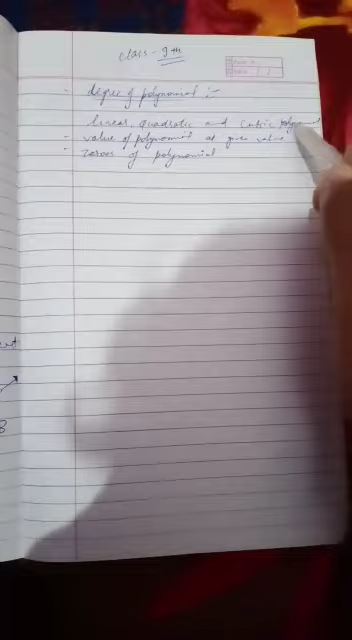 class - 9th
- degree of polynomial :-
linear, quadratic and cubic polynomial
- value of polynomial at given value
- zeroes of polynomial